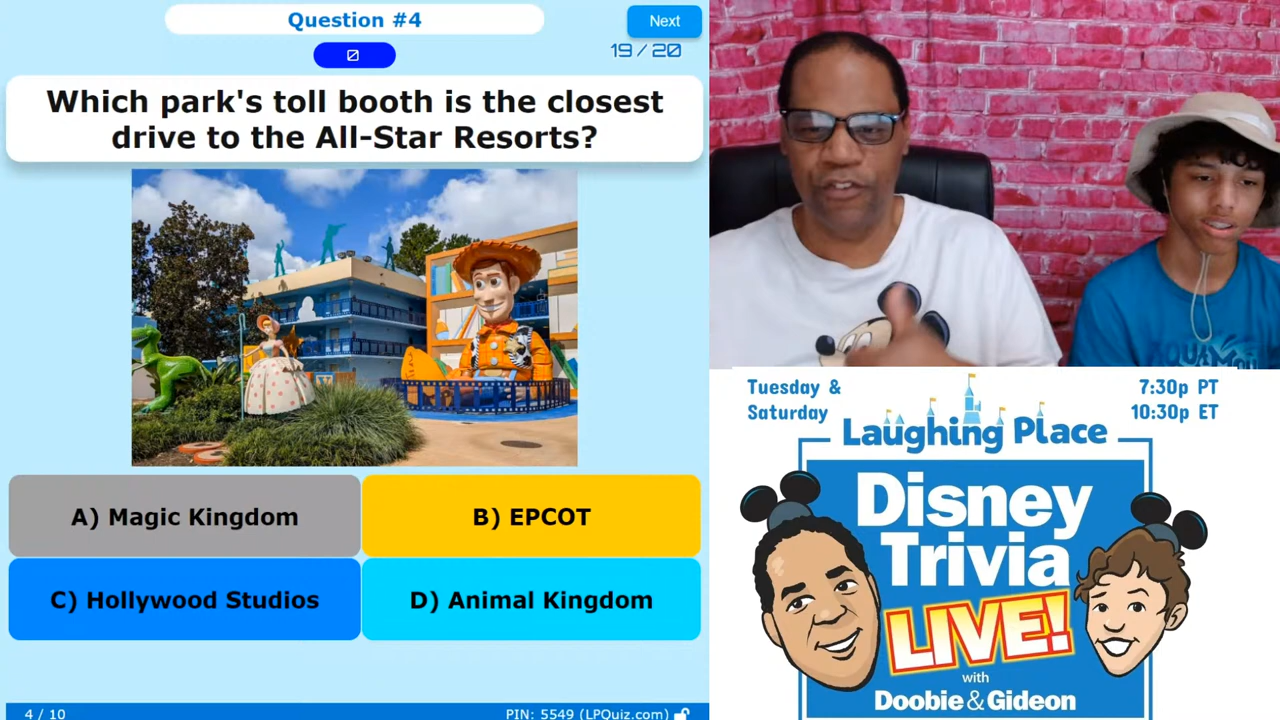 Question #4
Next
19 / 20
Which park's toll booth is the closest
drive to the All-Star Resorts?
A) Magic Kingdom
B) EPCOT
C) Hollywood Studios
D) Animal Kingdom
4 / 10
PIN: 5549 (LPQuiz.com)
Tuesday &
Saturday
7:30p PT
10:30p ET
Laughing Place
Disney
Trivia
LIVE!
with
Doobie & Gideon